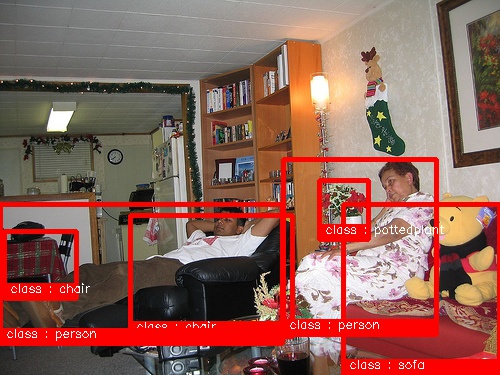 class : pottedplant
class : chair
class : chair
class : person
class : person
class : sofa